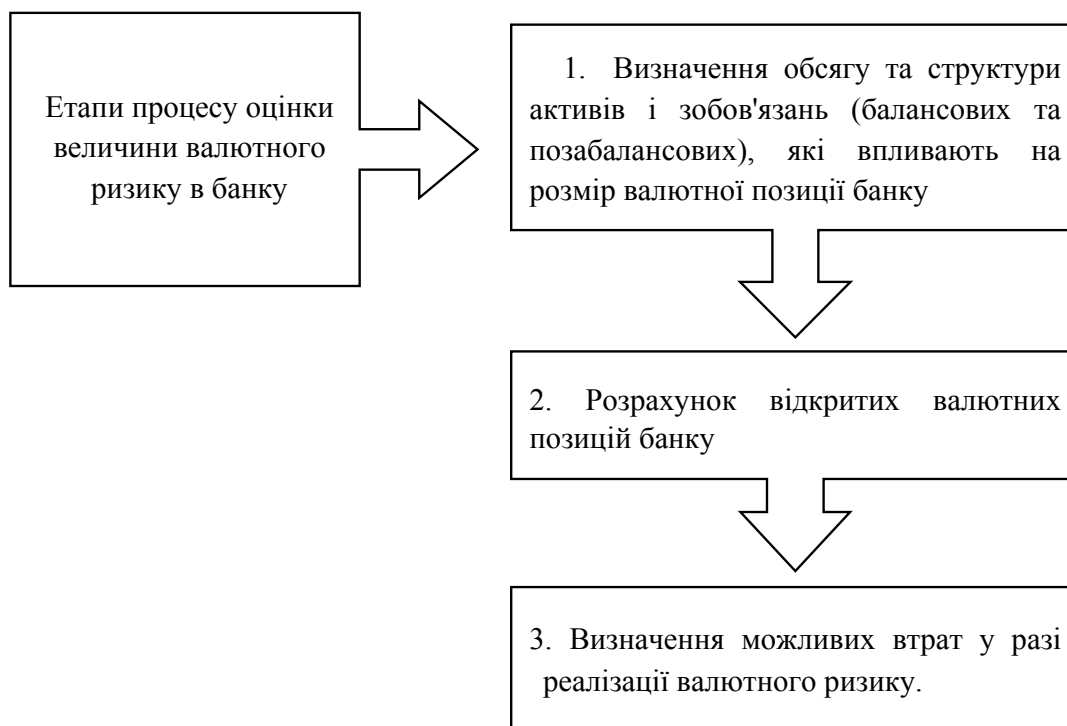 Етапи процесу оцінки
величини валютного
ризику в банку
1. Визначення обсягу та структури
активів і зобов'язань (балансових та
позабалансових), які впливають на
розмір валютної позиції банку
2. Розрахунок відкритих валютних
позицій банку
3. Визначення можливих втрат у разі
реалізації валютного ризику.